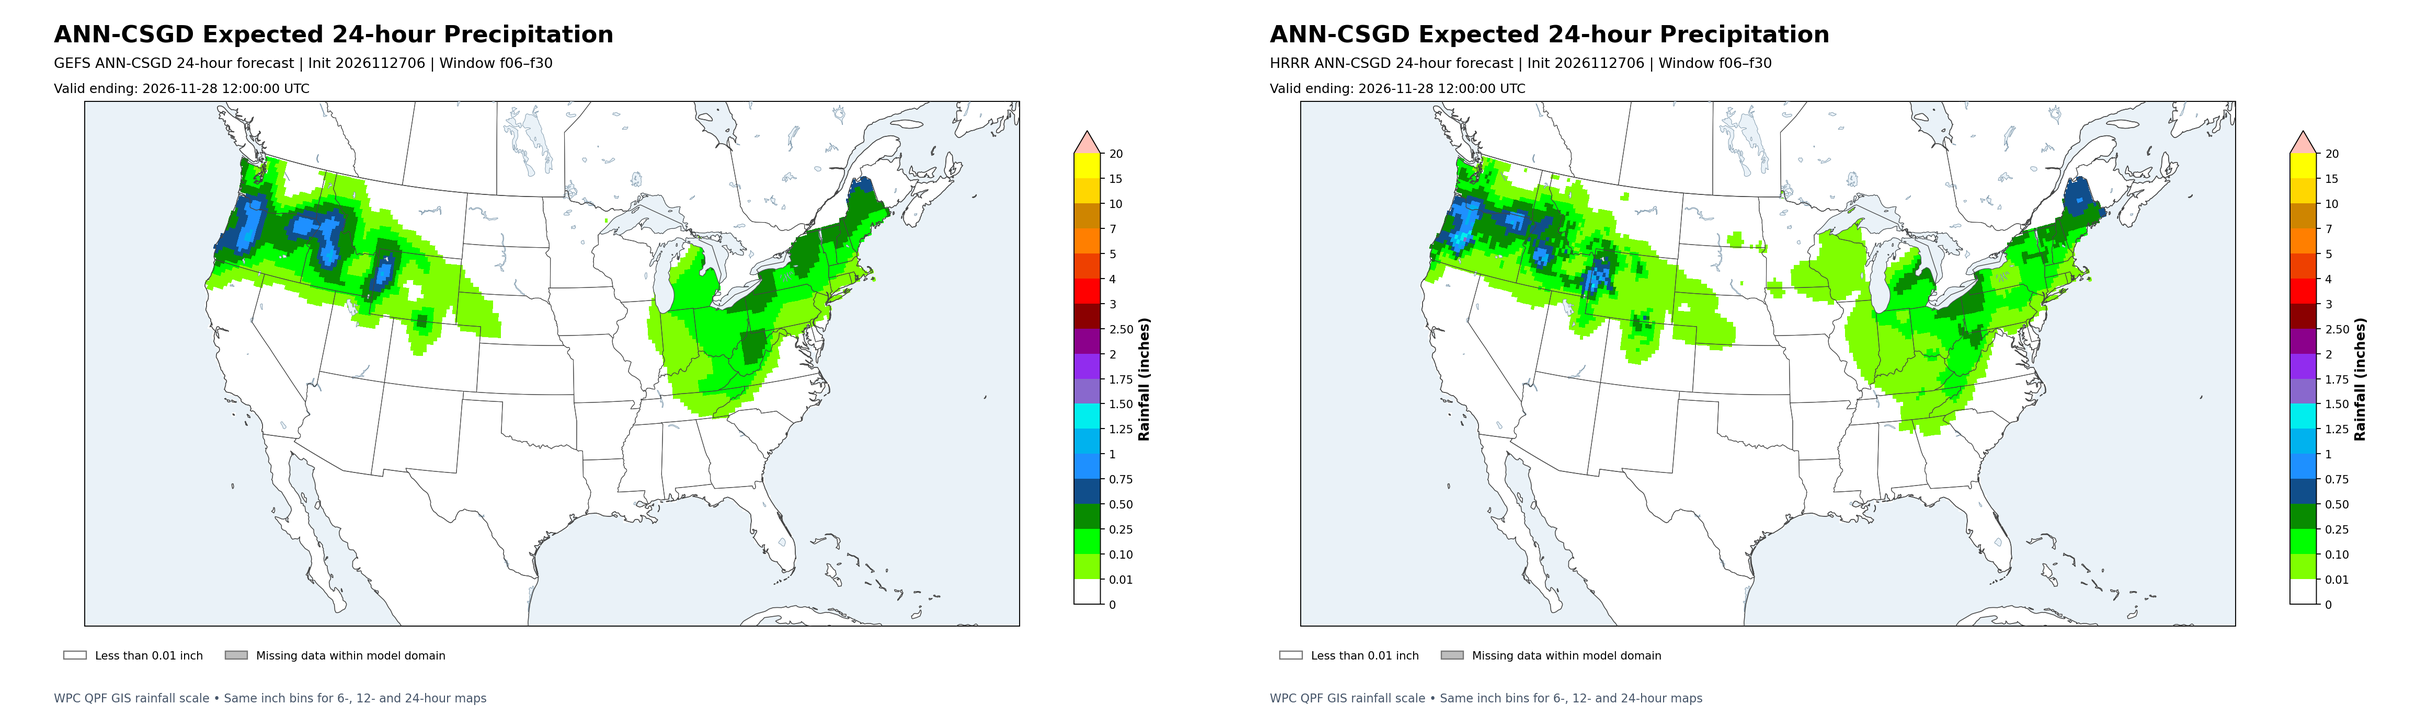 ANN-CSGD Expected 24-hour Precipitation
GEFS ANN-CSGD 24-hour forecast | Init 2026112706 | Window f06–f30
Valid ending: 2026-11-28 12:00:00 UTC
20
15
10
7
5
4
3
2.50
2
1.75
1.50
1.25
1
0.75
0.50
0.25
0.10
0.01
0
Rainfall (inches)
Less than 0.01 inch
Missing data within model domain
WPC QPF GIS rainfall scale • Same inch bins for 6-, 12- and 24-hour maps
ANN-CSGD Expected 24-hour Precipitation
HRRR ANN-CSGD 24-hour forecast | Init 2026112706 | Window f06–f30
Valid ending: 2026-11-28 12:00:00 UTC
20
15
10
7
5
4
3
2.50
2
1.75
1.50
1.25
1
0.75
0.50
0.25
0.10
0.01
0
Rainfall (inches)
Less than 0.01 inch
Missing data within model domain
WPC QPF GIS rainfall scale • Same inch bins for 6-, 12- and 24-hour maps